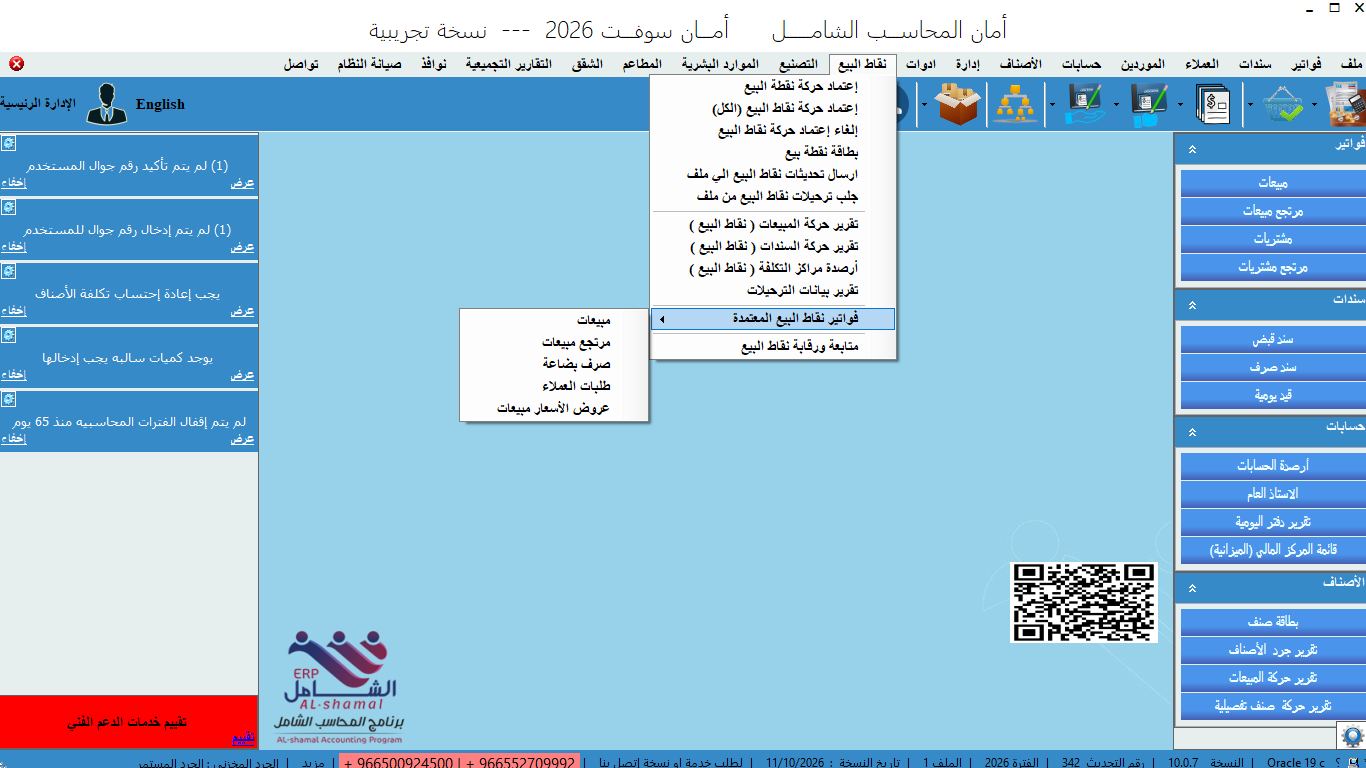 أمان المحاســب الشامــــل أمــان سوفــت 2026 --- نسخة تجريبية
ملف فواتير سندات العملاء الموردين حسابات الأصناف إدارة ادوات نقاط البيع التصنيع الموارد البشرية المطاعم الشقق التقارير التجميعية نوافذ صيانة النظام تواصل
English
الإدارة الرئيسية
إعتماد حركة نقطة البيع
إعتماد حركة نقاط البيع (الكل)
إلغاء إعتماد حركة نقاط البيع
بطاقة نقطة بيع
ارسال تحديثات نقاط البيع الي ملف
جلب ترحيلات نقاط البيع من ملف
تقرير حركة المبيعات ( نقاط البيع )
تقرير حركة السندات ( نقاط البيع )
أرصدة مراكز التكلفة ( نقاط البيع )
تقرير بيانات الترحيلات
فواتير نقاط البيع المعتمدة
متابعة ورقابة نقاط البيع
مبيعات
مرتجع مبيعات
صرف بضاعة
طلبات العملاء
عروض الأسعار مبيعات
فواتير
مبيعات
مرتجع مبيعات
مشتريات
مرتجع مشتريات
سندات
سند قبض
سند صرف
قيد يومية
حسابات
أرصدة الحسابات
الاستاذ العام
تقرير دفتر اليومية
قائمة المركز المالي (الميزانية)
الأصناف
بطاقة صنف
تقرير جرد الأصناف
تقرير حركة المبيعات
تقرير حركة صنف تفصيلية
(1) لم يتم تأكيد رقم جوال المستخدم
عرض إخفاء
(1) لم يتم إدخال رقم جوال للمستخدم
عرض إخفاء
يجب إعادة إحتساب تكلفة الأصناف
عرض إخفاء
يوجد كميات سالبه يجب إدخالها
عرض إخفاء
لم يتم إقفال الفترات المحاسبيه منذ 65 يوم
عرض إخفاء
تقييم خدمات الدعم الفني
تقييم
ERP
الشامل
AL-shamal
برنامج المحاسب الشامل
AL-shamal Accounting Program
؟ | Oracle 19 c | النسخة 10.0.7 | رقم التحديث 342 | الفترة 2026 | الملف 1 | تاريخ النسخة : 11/10/2026 | لطلب خدمة او نسخة إتصل بنا | + 966552709992 | + 966500924500 | مزيد | الجرد المخزني : الجرد المستمر